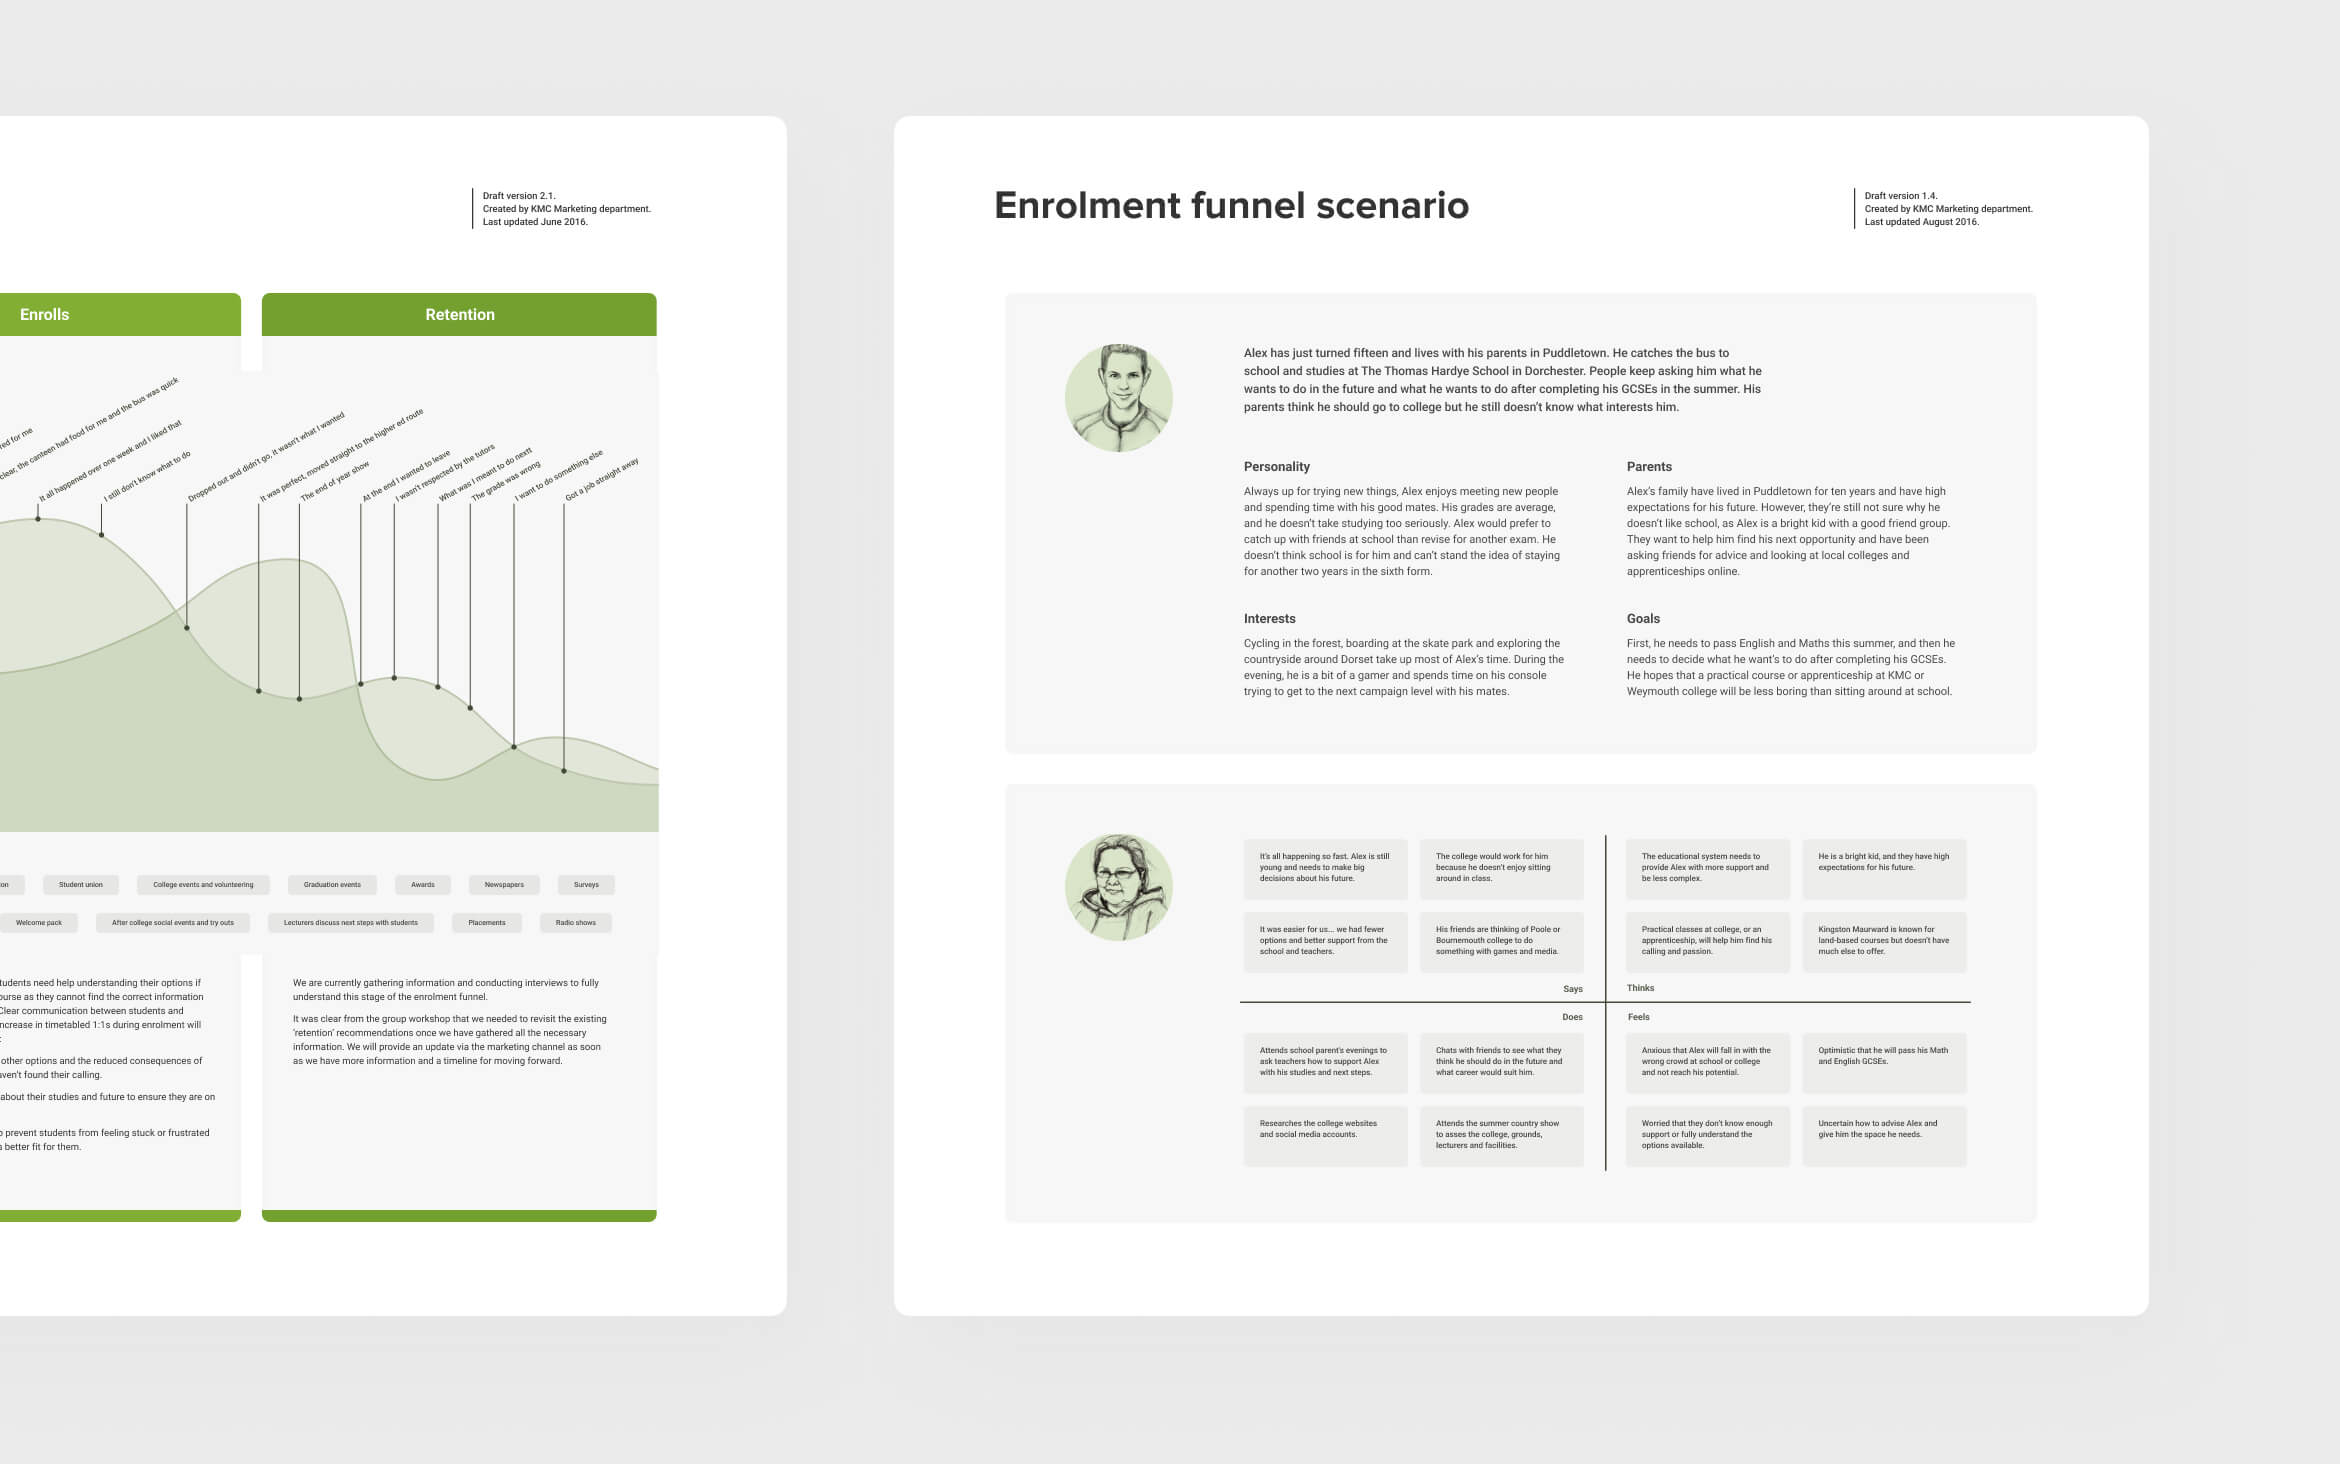 Draft version 2.1.
Created by KMC Marketing department.
Last updated June 2016.
Enrolls
Retention
red for me
clear, the canteen had food for me and the bus was quick
It all happened over one week and I liked that
I still don't know what to do
Dropped out and didn't go, it wasn't what I wanted
It was perfect, moved straight to the higher ed route
The end of year show
At the end I wanted to leave
I wasn't respected by the tutors
What was I meant to do next!
The grade was wrong
I want to do something else
Got a job straight away
ion
Student union
College events and volunteering
Graduation events
Awards
Newspapers
Surveys
Welcome pack
After college social events and try outs
Lecturers discuss next steps with students
Placements
Radio shows
tudents need help understanding their options if
ourse as they cannot find the correct information
Clear communication between students and
ncrease in timetabled 1:1s during enrolment will
:
other options and the reduced consequences of
aven't found their calling.
about their studies and future to ensure they are on
o prevent students from feeling stuck or frustrated
s better fit for them.
We are currently gathering information and conducting interviews to fully
understand this stage of the enrolment funnel.
It was clear from the group workshop that we needed to revisit the existing
'retention' recommendations once we have gathered all the necessary
information. We will provide an update via the marketing channel as soon
as we have more information and a timeline for moving forward.
Enrolment funnel scenario
Draft version 1.4.
Created by KMC Marketing department.
Last updated August 2016.
Alex has just turned fifteen and lives with his parents in Puddletown. He catches the bus to
school and studies at The Thomas Hardye School in Dorchester. People keep asking him what he
wants to do in the future and what he wants to do after completing his GCSEs in the summer. His
parents think he should go to college but he still doesn't know what interests him.
Personality
Always up for trying new things, Alex enjoys meeting new people
and spending time with his good mates. His grades are average,
and he doesn't take studying too seriously. Alex would prefer to
catch up with friends at school than revise for another exam. He
doesn't think school is for him and can't stand the idea of staying
for another two years in the sixth form.
Parents
Alex's family have lived in Puddletown for ten years and have high
expectations for his future. However, they're still not sure why he
doesn't like school, as Alex is a bright kid with a good friend group.
They want to help him find his next opportunity and have been
asking friends for advice and looking at local colleges and
apprenticeships online.
Interests
Cycling in the forest, boarding at the skate park and exploring the
countryside around Dorset take up most of Alex's time. During the
evening, he is a bit of a gamer and spends time on his console
trying to get to the next campaign level with his mates.
Goals
First, he needs to pass English and Maths this summer, and then he
needs to decide what he want's to do after completing his GCSEs.
He hopes that a practical course or apprenticeship at KMC or
Weymouth college will be less boring than sitting around at school.
It's all happening so fast. Alex is still
young and needs to make big
decisions about his future.
The college would work for him
because he doesn't enjoy sitting
around in class.
The educational system needs to
provide Alex with more support and
be less complex.
He is a bright kid, and they have high
expectations for his future.
It was easier for us... we had fewer
options and better support from the
school and teachers.
His friends are thinking of Poole or
Bournemouth college to do
something with games and media.
Practical classes at college, or an
apprenticeship, will help him find his
calling and passion.
Kingston Maurward is known for
land-based courses but doesn't have
much else to offer.
Says
Thinks
Does
Feels
Attends school parent's evenings to
ask teachers how to support Alex
with his studies and next steps.
Chats with friends to see what they
think he should do in the future and
what career would suit him.
Anxious that Alex will fall in with the
wrong crowd at school or college
and not reach his potential.
Optimistic that he will pass his Math
and English GCSEs.
Researches the college websites
and social media accounts.
Attends the summer country show
to asses the college, grounds,
lecturers and facilities.
Worried that they don't know enough
support or fully understand the
options available.
Uncertain how to advise Alex and
give him the space he needs.